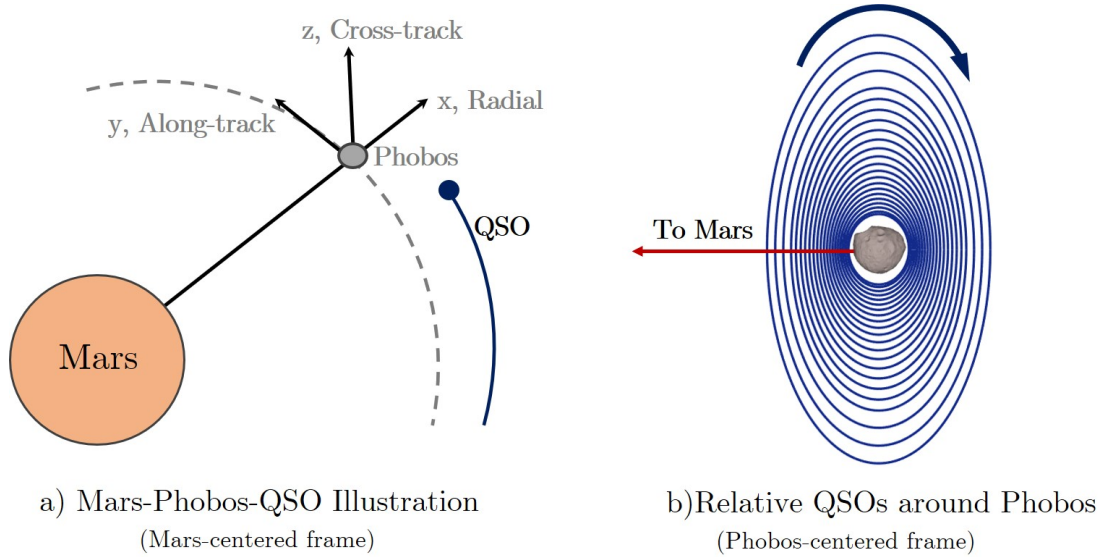 z, Cross-track
x, Radial
y, Along-track
Phobos
QSO
Mars
a) Mars-Phobos-QSO Illustration
(Mars-centered frame)
To Mars
b)Relative QSOs around Phobos
(Phobos-centered frame)